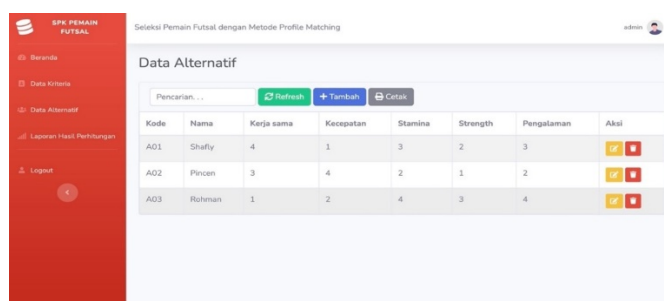 SPK PEMAIN
FUTSAL
Seleksi Pemain Futsal dengan Metode Profile Matching
admin
Beranda
Data Kriteria
Data Alternatif
Laporan Hasil Perhitungan
Logout
Data Alternatif
Pencarian. . .
Refresh
+ Tambah
Cetak
Kode Nama Kerja sama Kecepatan Stamina Strength Pengalaman Aksi
A01 Shafly 4 1 3 2 3
A02 Pincen 3 4 2 1 2
A03 Rohman 1 2 4 3 4